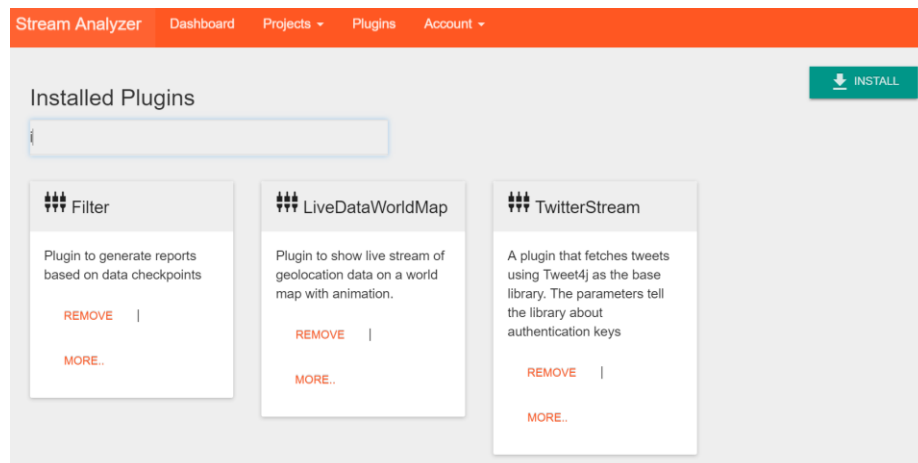 Stream Analyzer Dashboard Projects Plugins Account
INSTALL
Installed Plugins
i
Filter
Plugin to generate reports
based on data checkpoints
REMOVE |
MORE..
LiveDataWorldMap
Plugin to show live stream of
geolocation data on a world
map with animation.
REMOVE |
MORE..
TwitterStream
A plugin that fetches tweets
using Tweet4j as the base
library. The parameters tell
the library about
authentication keys
REMOVE |
MORE..